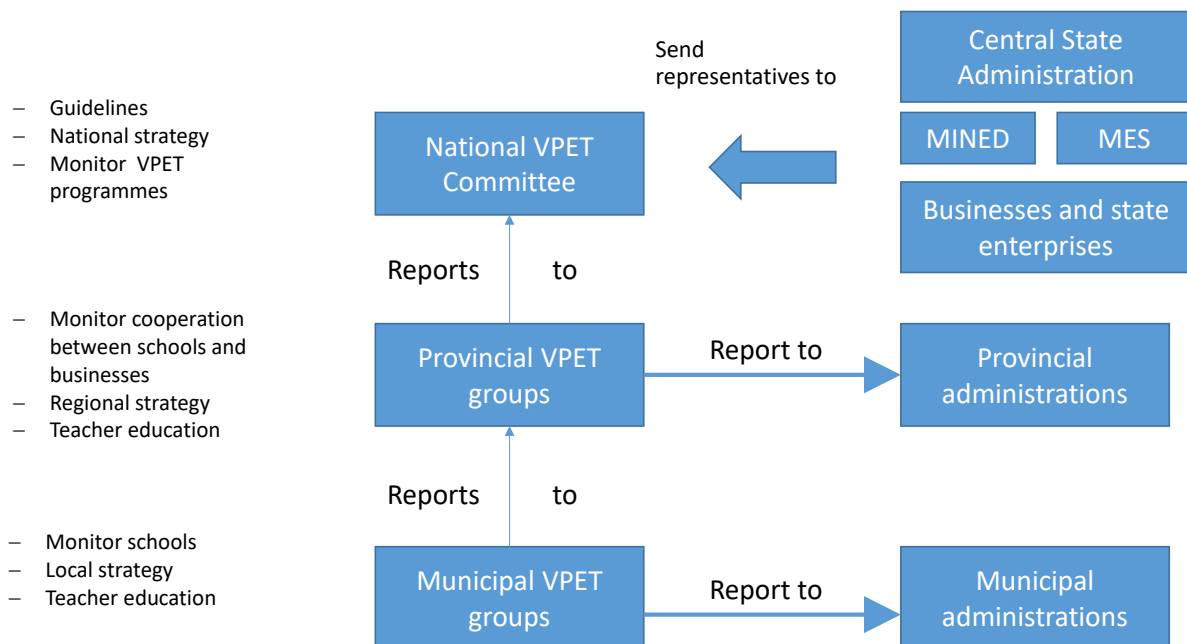 Send
representatives to
Central State
Administration
– Guidelines
– National strategy
– Monitor VPET
programmes
National VPET
Committee
MINED
MES
Businesses and state
enterprises
Reports to
– Monitor cooperation
between schools and
businesses
– Regional strategy
– Teacher education
Provincial VPET
groups
Report to
Provincial
administrations
Reports to
– Monitor schools
– Local strategy
– Teacher education
Municipal VPET
groups
Report to
Municipal
administrations